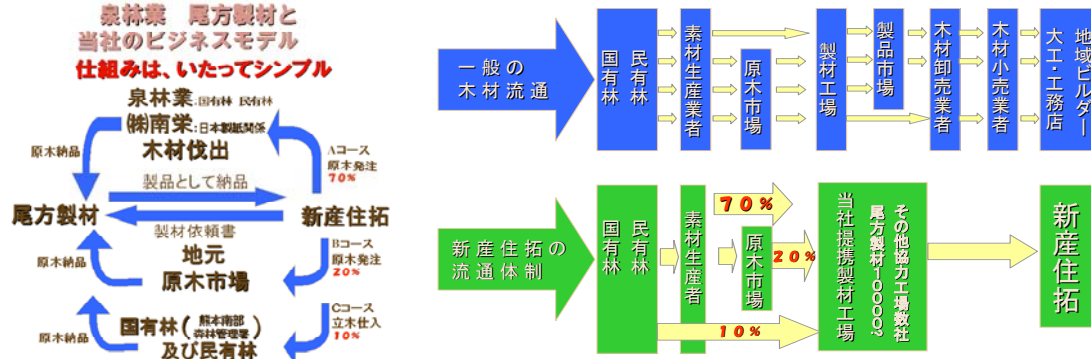 泉林業 尾方製材と
当社のビジネスモデル
仕組みは、いたってシンプル
泉林業:国有林 民有林
㈱南栄:日本製紙関係
木材伐出
原木納品
Aコース
原木発注
70%
製品として納品
尾方製材
新産住拓
製材依頼書
地元
原木市場
原木納品
Bコース
原木発注
20%
Cコース
立木仕入
10%
国有林(熊本南部森林管理署)
及び民有林
原木納品
一般の
木材流通
民有林
国有林
素材生産業者
原木市場
製材工場
製品市場
木材卸売業者
木材小売業者
地域ビルダー
大工・工務店
新産住拓の
流通体制
民有林
国有林
素材生産者
70%
原木市場
20%
10%
その他協力工場数社
尾方製材10000?
当社提携製材工場
新産住拓